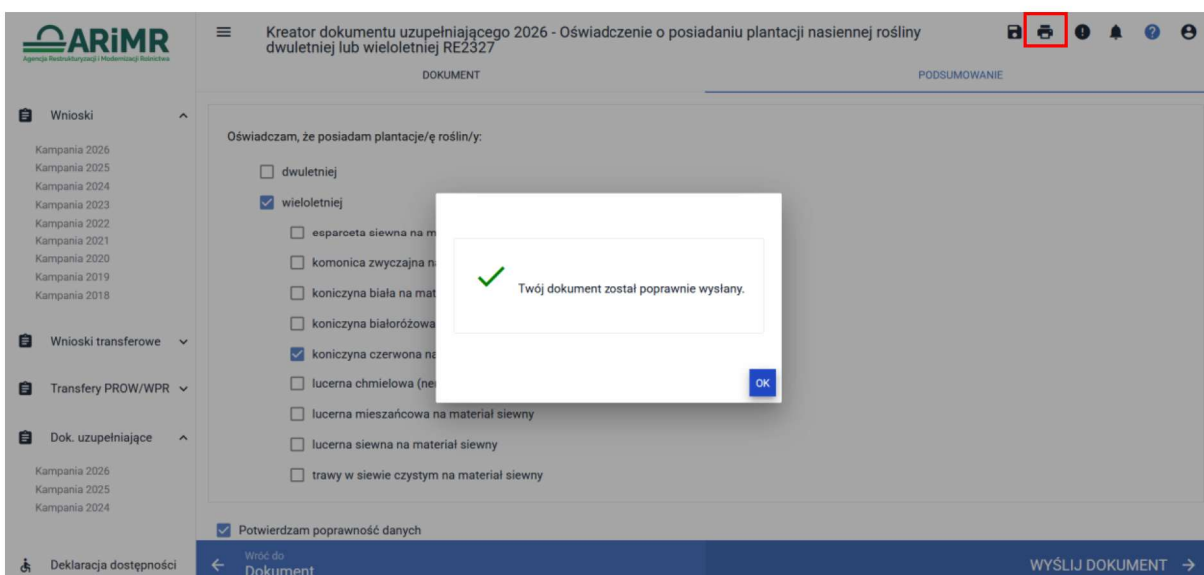 ARiMR
Agencja Restrukturyzacji i Modernizacji Rolnictwa
Kreator dokumentu uzupełniającego 2026 - Oświadczenie o posiadaniu plantacji nasiennej rośliny
dwuletniej lub wieloletniej RE2327
DOKUMENT
PODSUMOWANIE
Wnioski
Kampania 2026
Kampania 2025
Kampania 2024
Kampania 2023
Kampania 2022
Kampania 2021
Kampania 2020
Kampania 2019
Kampania 2018
Wnioski transferowe
Transfery PROW/WPR
Dok. uzupełniające
Kampania 2026
Kampania 2025
Kampania 2024
Deklaracja dostępności
Oświadczam, że posiadam plantacje/ę roślin/y:
dwuletniej
wieloletniej
esparceta siewna na m
komonica zwyczajna n
koniczyna biała na mat
koniczyna białoróżowa
koniczyna czerwona na
lucerna chmielowa (ne
lucerna mieszańcowa na materiał siewny
lucerna siewna na materiał siewny
trawy w siewie czystym na materiał siewny
Twój dokument został poprawnie wysłany.
OK
Potwierdzam poprawność danych
Wróć do
Dokument
WYŚLIJ DOKUMENT